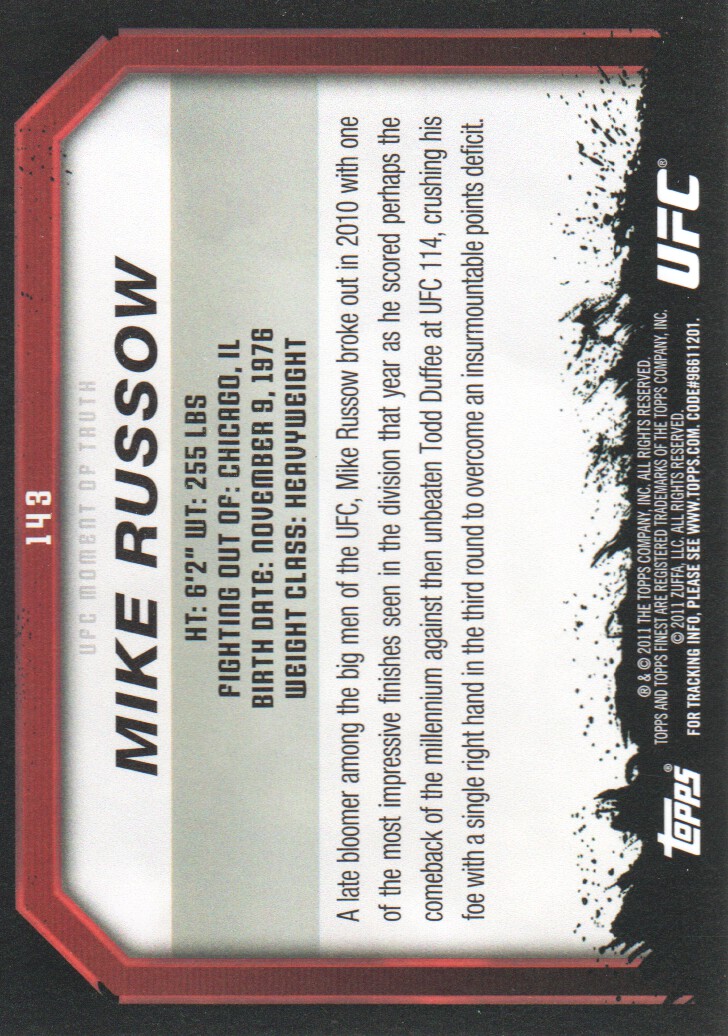 143
UFC MOMENT OF TRUTH
MIKE RUSSOW
HT: 6'2" WT: 255 LBS
FIGHTING OUT OF: CHICAGO, IL
BIRTH DATE: NOVEMBER 9, 1976
WEIGHT CLASS: HEAVYWEIGHT
A late bloomer among the big men of the UFC, Mike Russow broke out in 2010 with one
of the most impressive finishes seen in the division that year as he scored perhaps the
comeback of the millennium against then unbeaten Todd Duffee at UFC 114, crushing his
foe with a single right hand in the third round to overcome an insurmountable points deficit.
® & © 2011 THE TOPPS COMPANY, INC. ALL RIGHTS RESERVED.
TOPPS AND TOPPS FINEST ARE REGISTERED TRADEMARKS OF THE TOPPS COMPANY, INC.
© 2011 ZUFFA, LLC. ALL RIGHTS RESERVED.
FOR TRACKING INFO, PLEASE SEE WWW.TOPPS.COM. CODE#96611201.
TOPPS®
UFC®